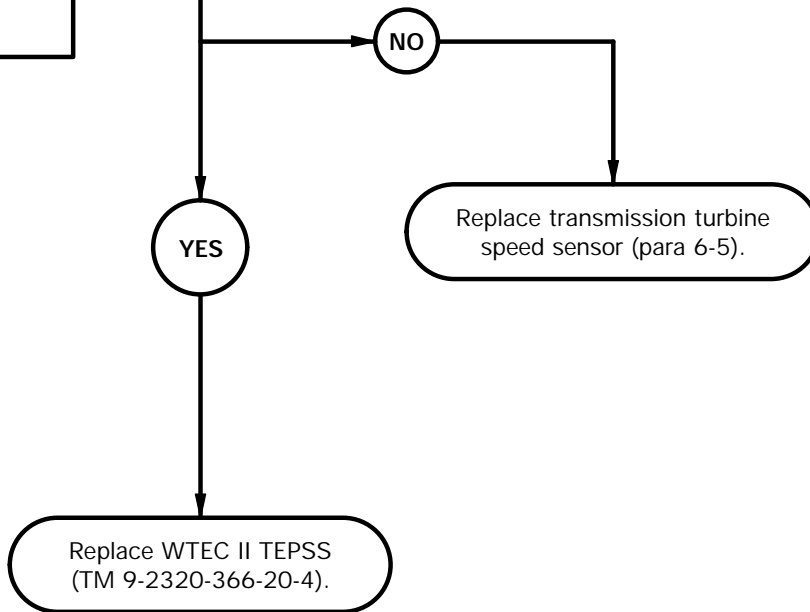 NO
Replace transmission turbine
speed sensor (para 6-5).
YES
Replace WTEC II TEPSS
(TM 9-2320-366-20-4).